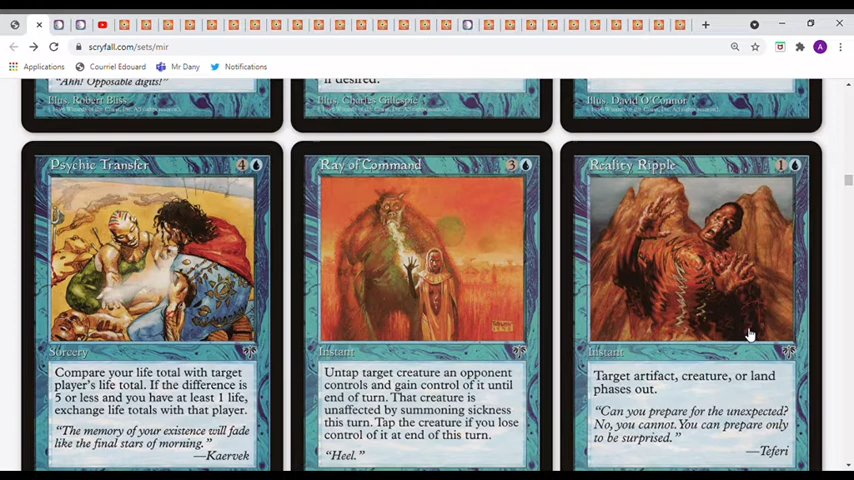 scryfall.com/sets/mir
A
Applications
Courriel Edouard
Mr Dany
Notifications
"Ahh! Opposable digits!"
Illus. Robert Bliss
if desired.
Illus. Charles Gillespie
Illus. David O'Connor
Psychic Transfer 4
Sorcery
Compare your life total with target
player's life total. If the difference is
5 or less and you have at least 1 life,
exchange life totals with that player.
"The memory of your existence will fade
like the final stars of morning."
—Kaervek
Ray of Command 3
Instant
Untap target creature an opponent
controls and gain control of it until
end of turn. That creature is
unaffected by summoning sickness
this turn. Tap the creature if you lose
control of it at end of this turn.
"Heel."
Reality Ripple 1
Instant
Target artifact, creature, or land
phases out.
"Can you prepare for the unexpected?
No, you cannot. You can prepare only
to be surprised."
—Teferi